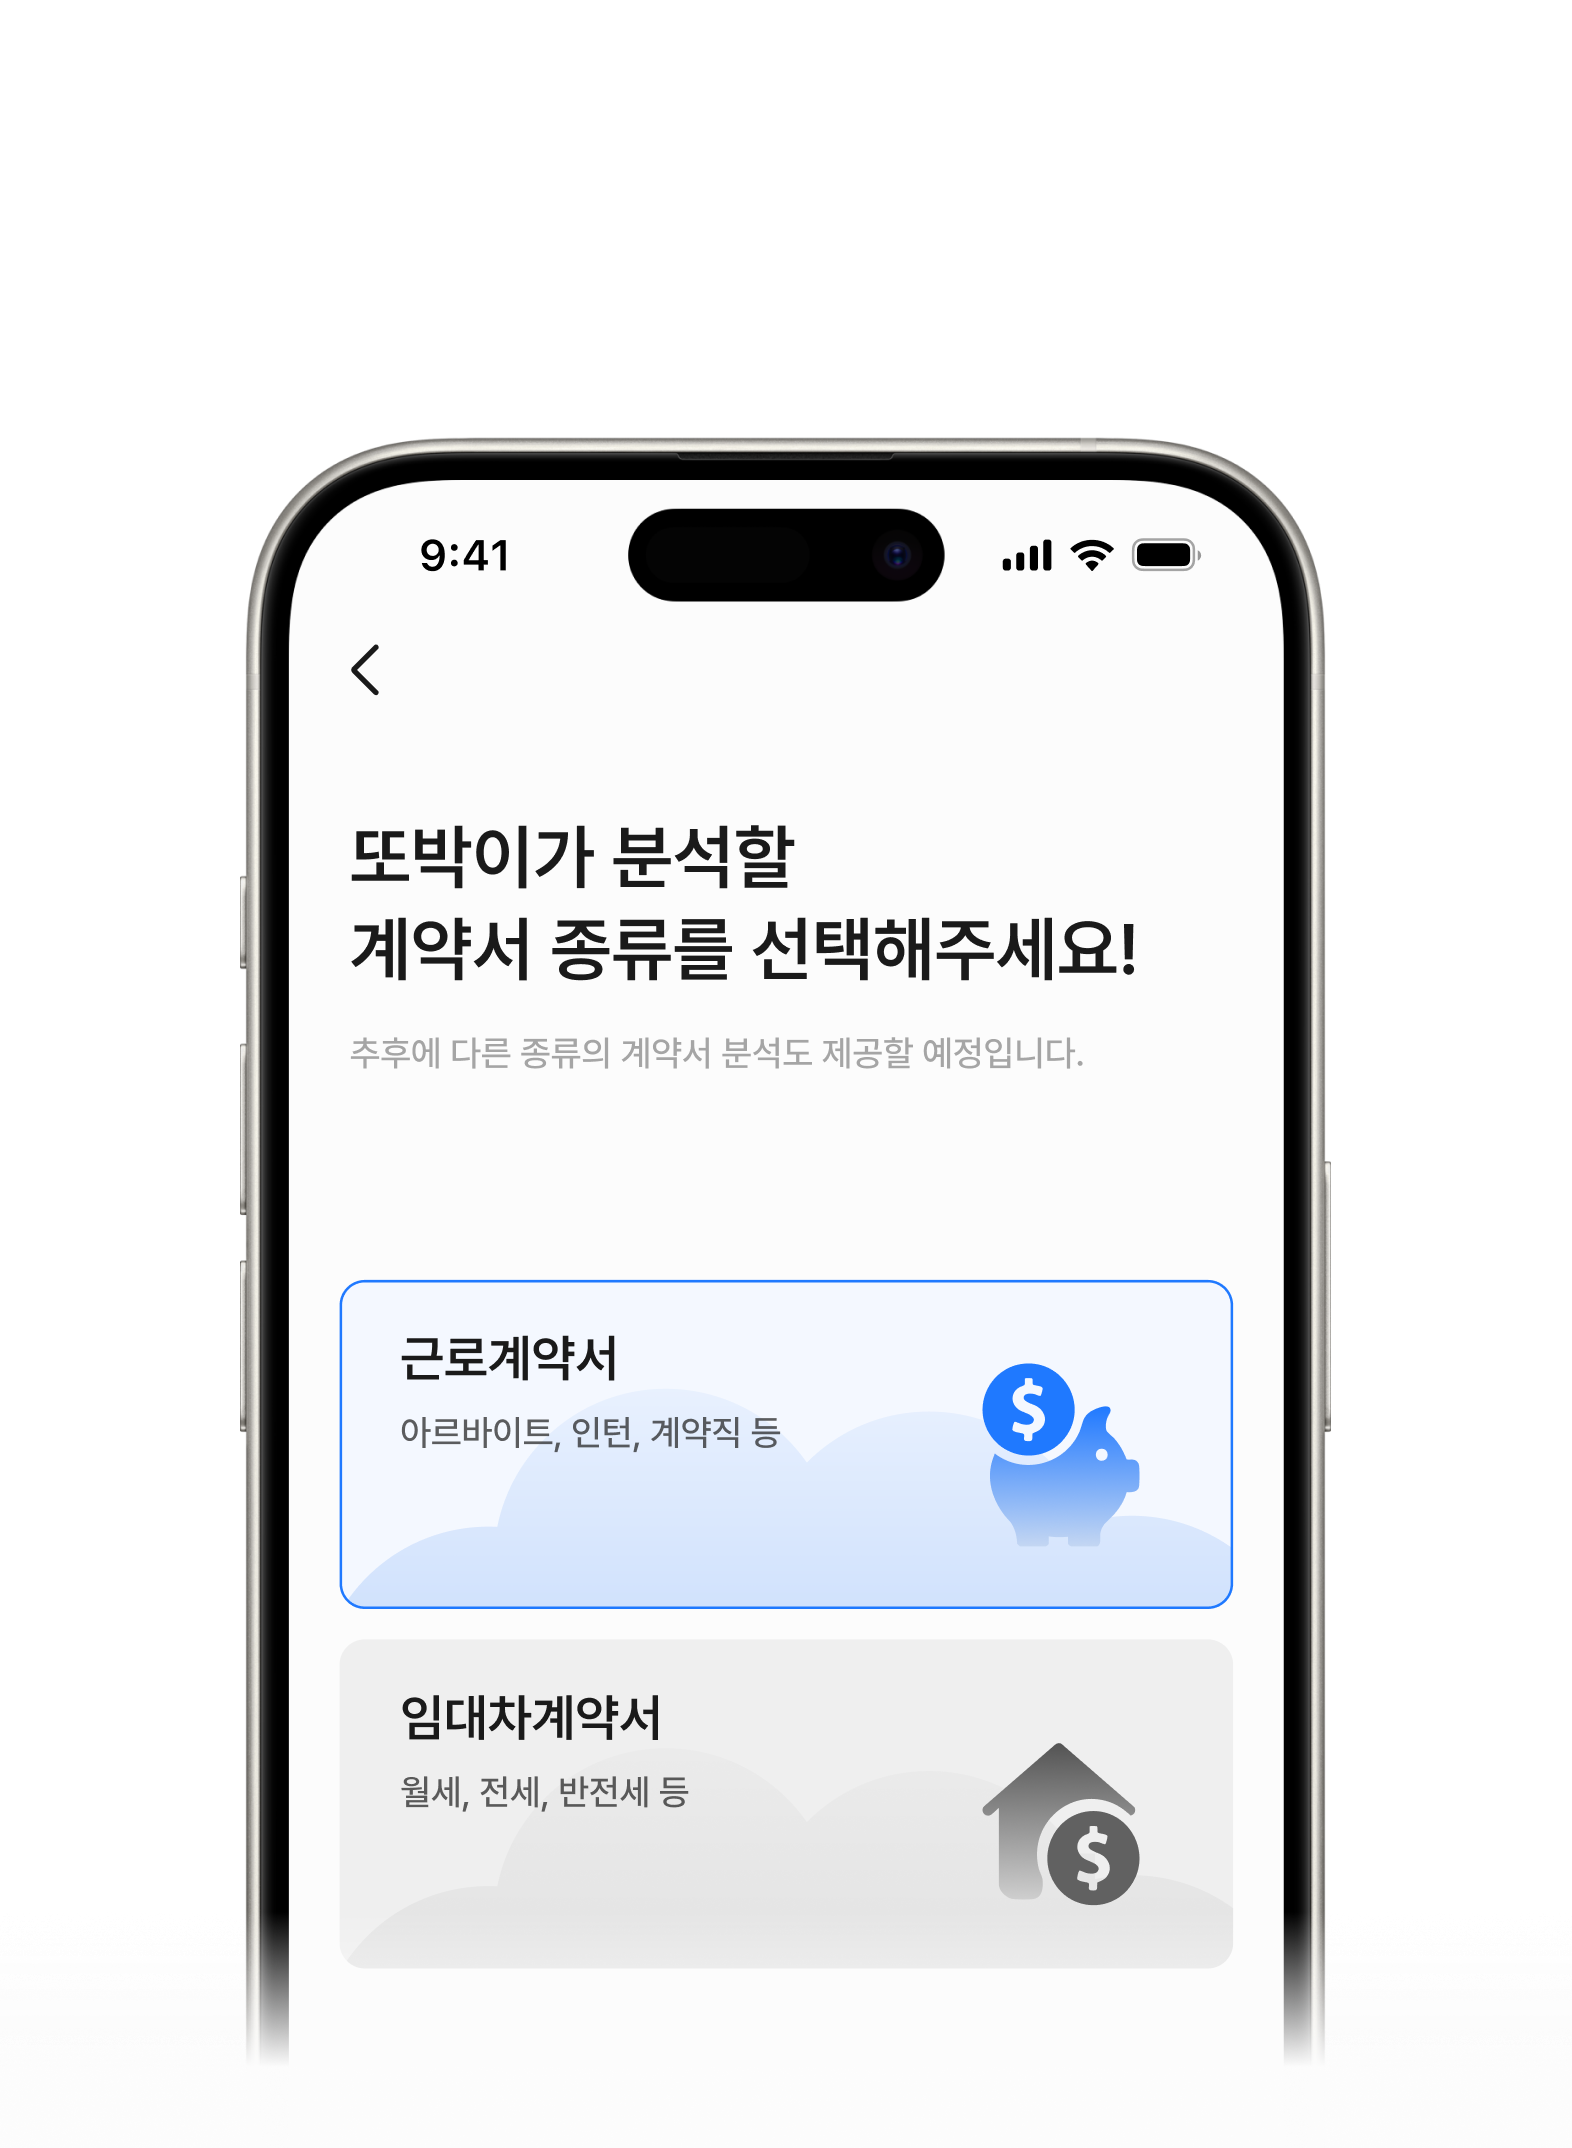 9:41
또박이가 분석할
계약서 종류를 선택해주세요!
추후에 다른 종류의 계약서 분석도 제공할 예정입니다.
근로계약서
아르바이트, 인턴, 계약직 등
$
임대차계약서
월세, 전세, 반전세 등
$